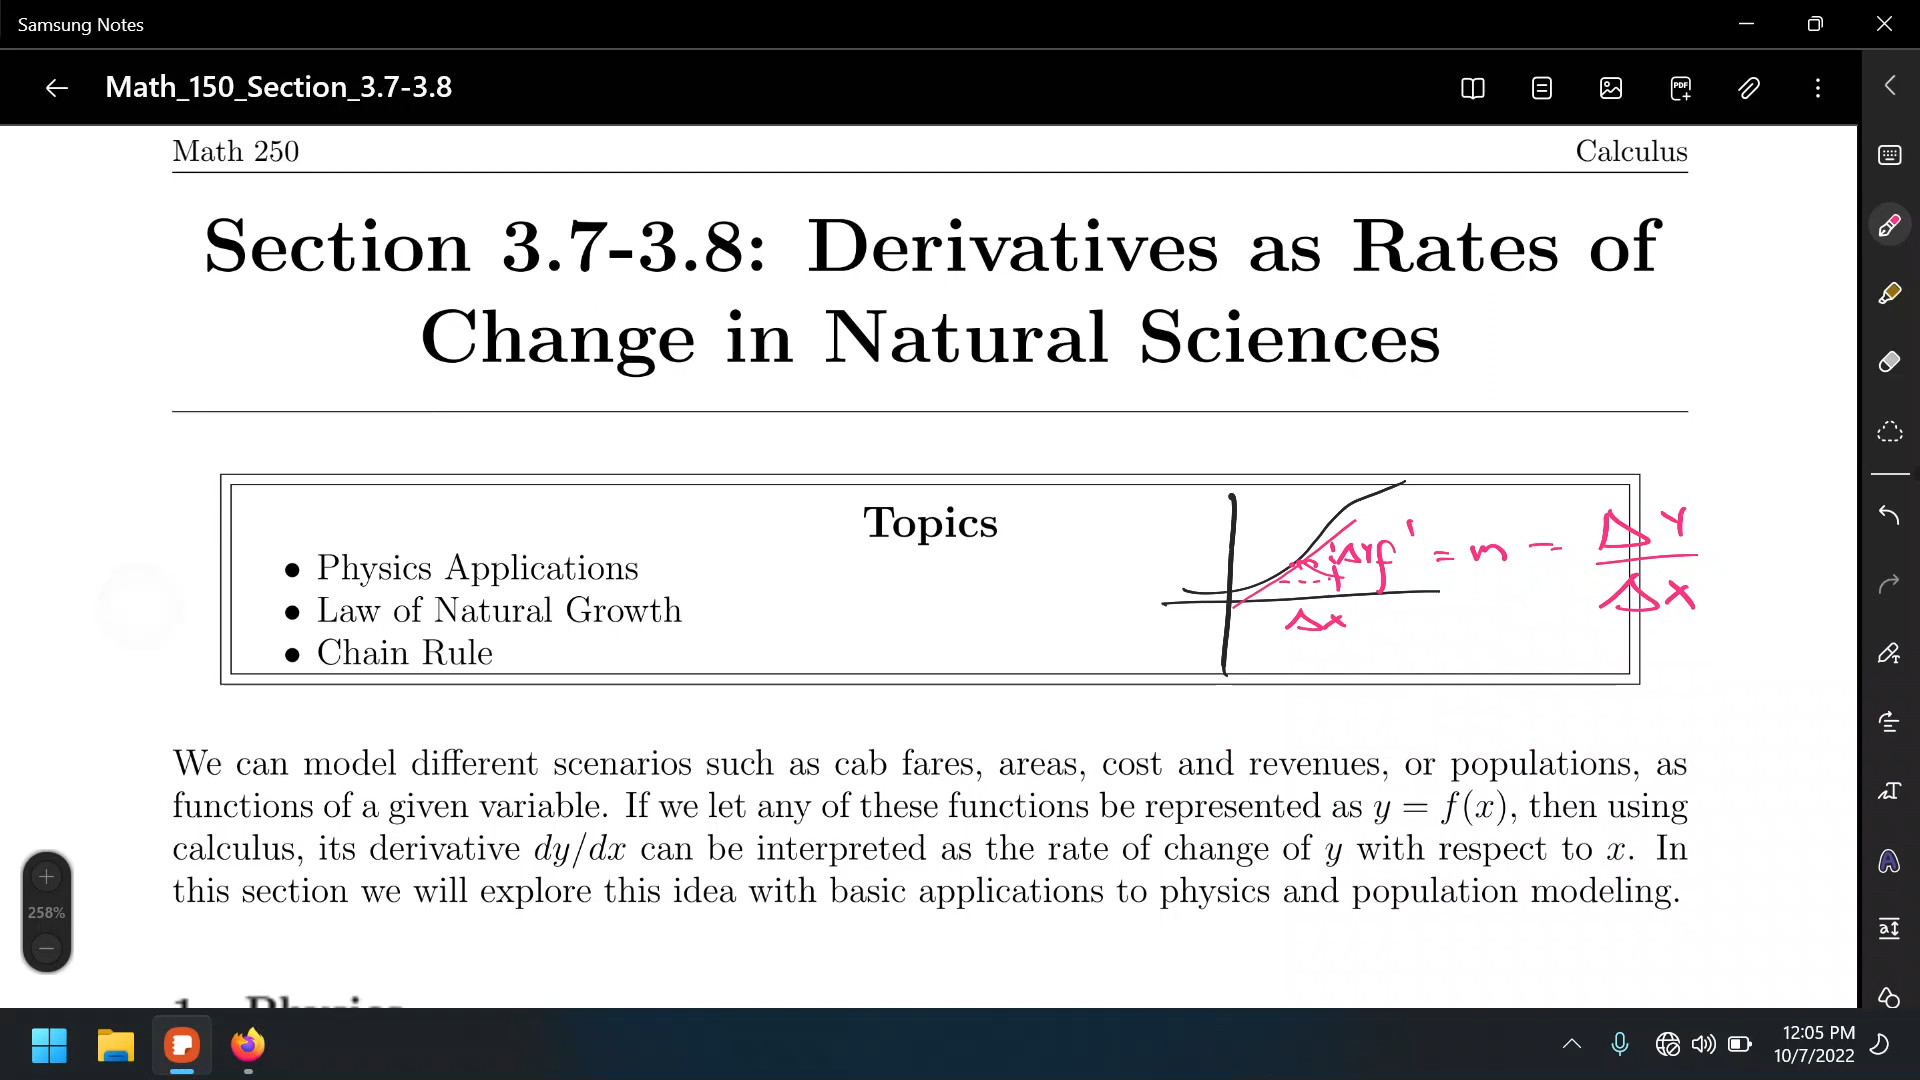 Samsung Notes
Math_150_Section_3.7-3.8
PDF
Math 250 Calculus
Section 3.7-3.8: Derivatives as Rates of
Change in Natural Sciences
Topics
• Physics Applications
• Law of Natural Growth
• Chain Rule
ΔY
f' = m = ΔY/ΔX
Δx
We can model different scenarios such as cab fares, areas, cost and revenues, or populations, as
functions of a given variable. If we let any of these functions be represented as y = f(x), then using
calculus, its derivative dy/dx can be interpreted as the rate of change of y with respect to x. In
this section we will explore this idea with basic applications to physics and population modeling.
258%
1 Physics
12:05 PM
10/7/2022